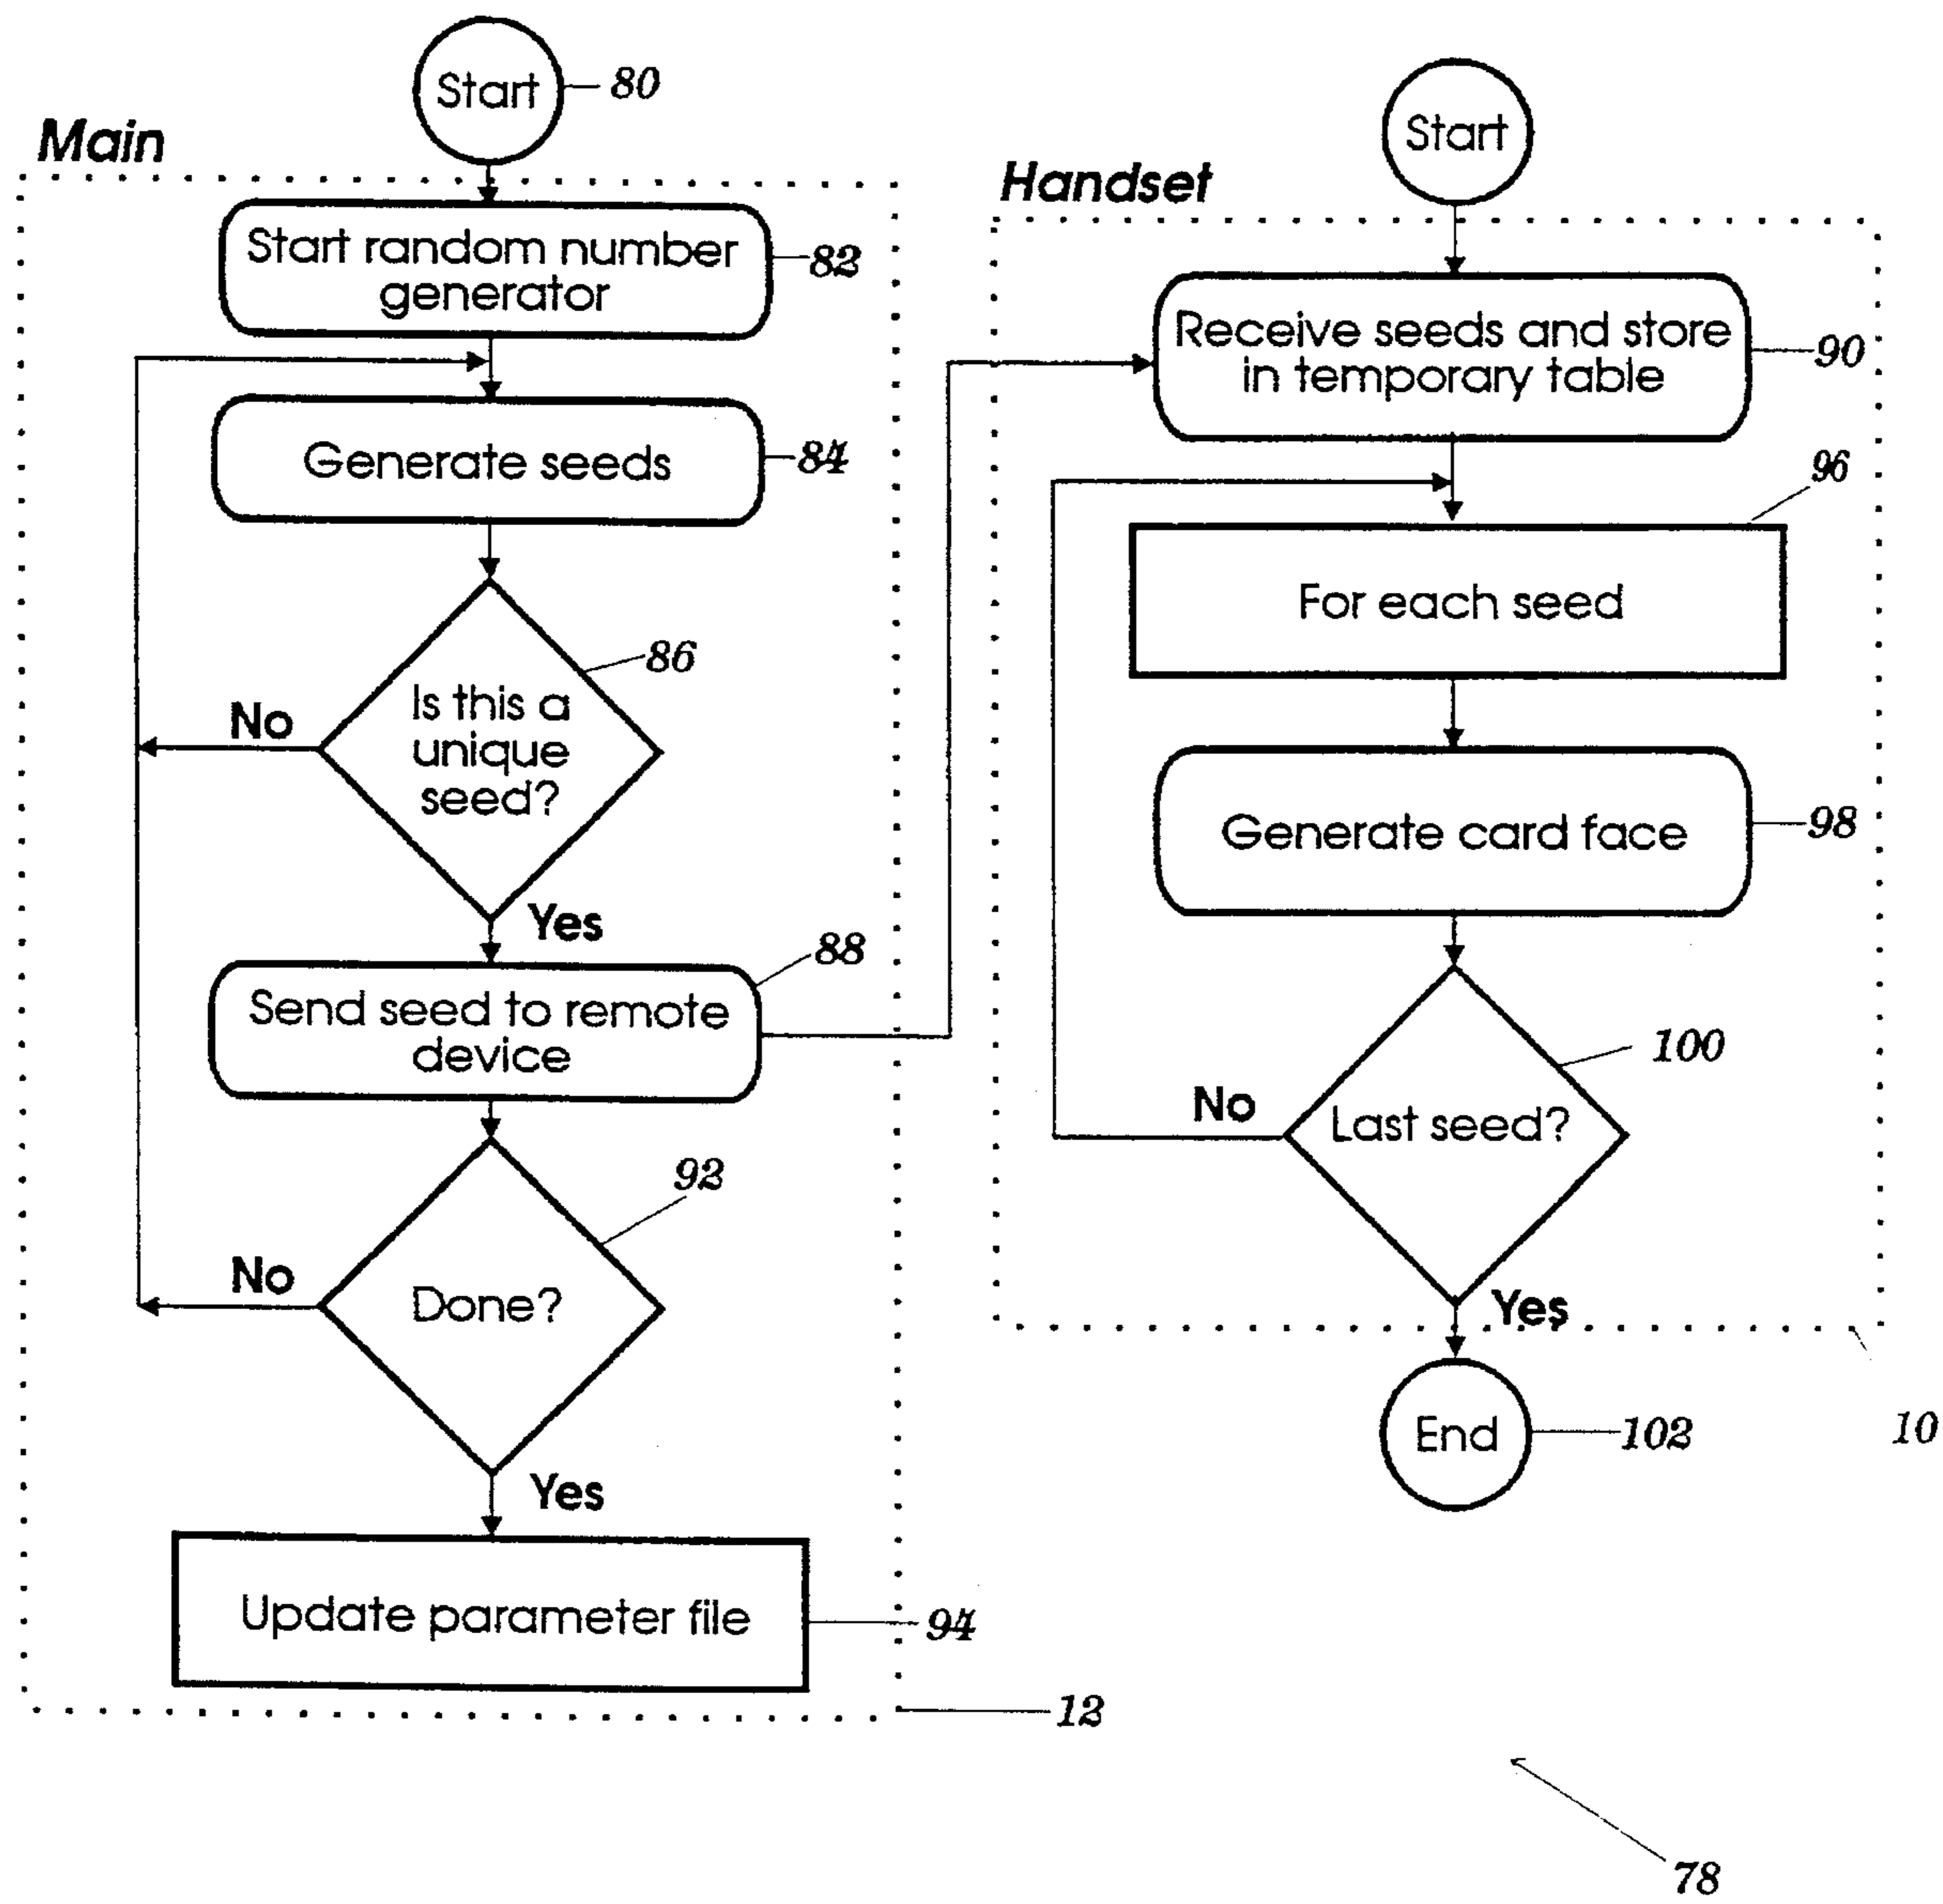 Start
80
Main
Start random number
generator
82
Generate seeds
84
Is this a
unique
seed?
86
No
Yes
Send seed to remote
device
88
Done?
92
No
Yes
Update parameter file
94
12
Start
Handset
Receive seeds and store
in temporary table
90
96
For each seed
Generate card face
98
Last seed?
100
No
Yes
End
102
10
78